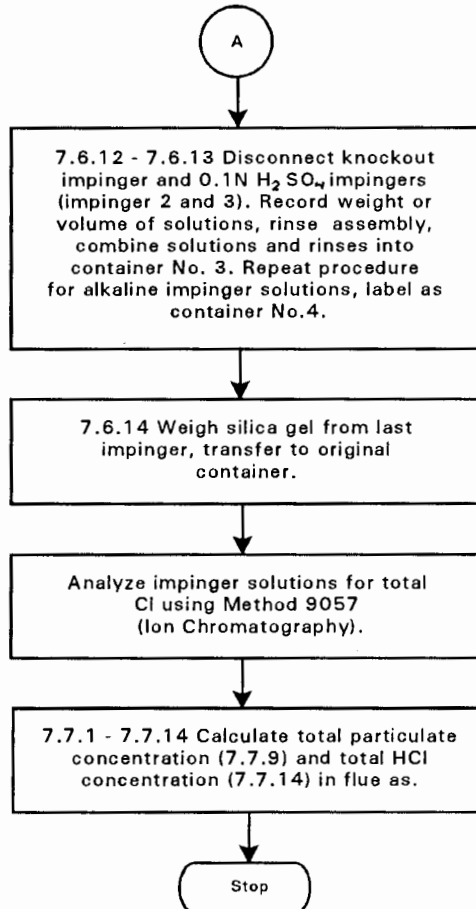 A
7.6.12 - 7.6.13 Disconnect knockout
impinger and 0.1N H₂ SO₄ impingers
(impinger 2 and 3). Record weight or
volume of solutions, rinse assembly,
combine solutions and rinses into
container No. 3. Repeat procedure
for alkaline impinger solutions, label as
container No.4.
7.6.14 Weigh silica gel from last
impinger, transfer to original
container.
Analyze impinger solutions for total
Cl using Method 9057
(Ion Chromatography).
7.7.1 - 7.7.14 Calculate total particulate
concentration (7.7.9) and total HCl
concentration (7.7.14) in flue as.
Stop